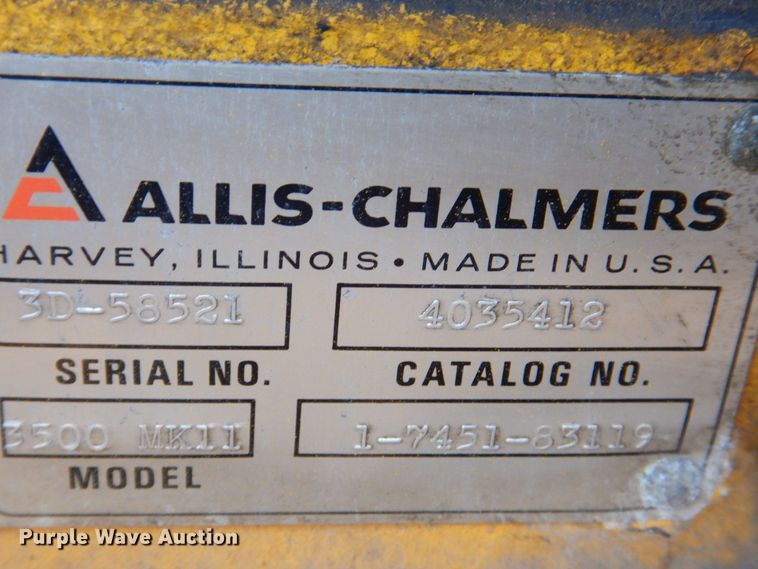 ALLIS-CHALMERS
HARVEY, ILLINOIS • MADE IN U.S.A.
3D-58521 4035412
SERIAL NO. CATALOG NO.
3500 MKII 1-7451-83119
MODEL
Purple Wave Auction